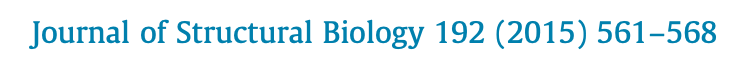 Journal of Structural Biology 192 (2015) 561–568